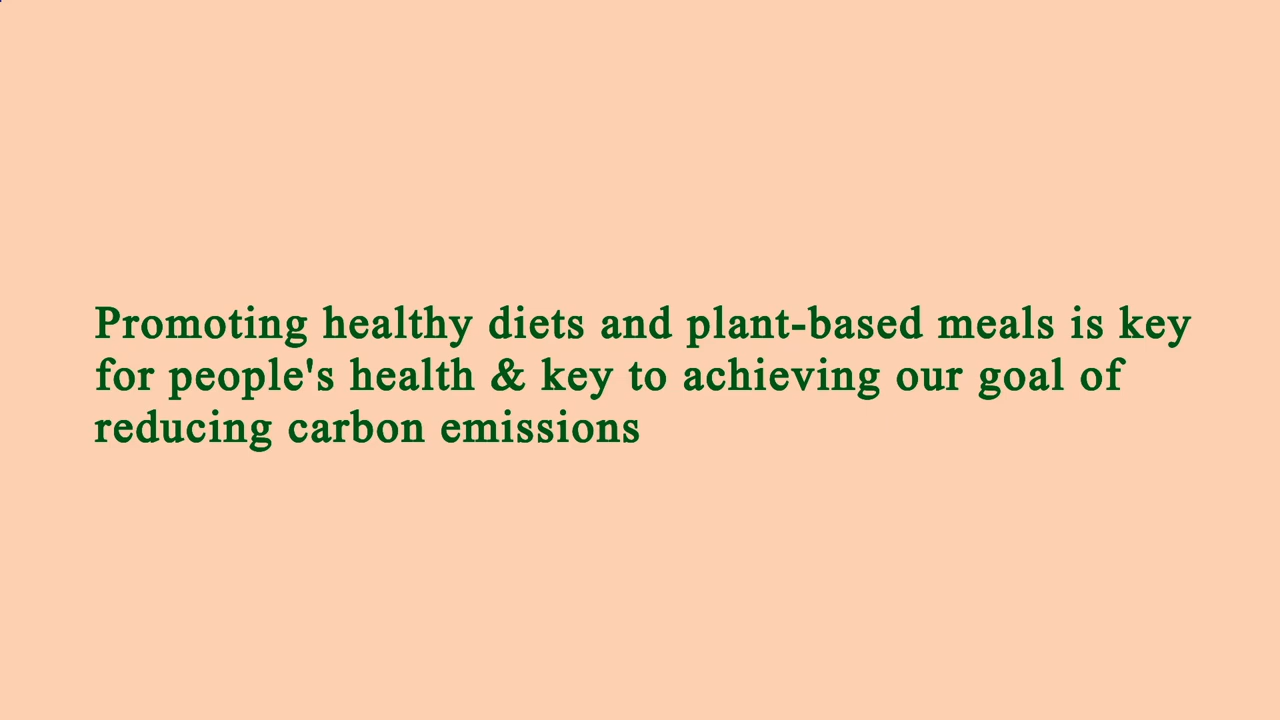 Promoting healthy diets and plant-based meals is key
for people's health & key to achieving our goal of
reducing carbon emissions